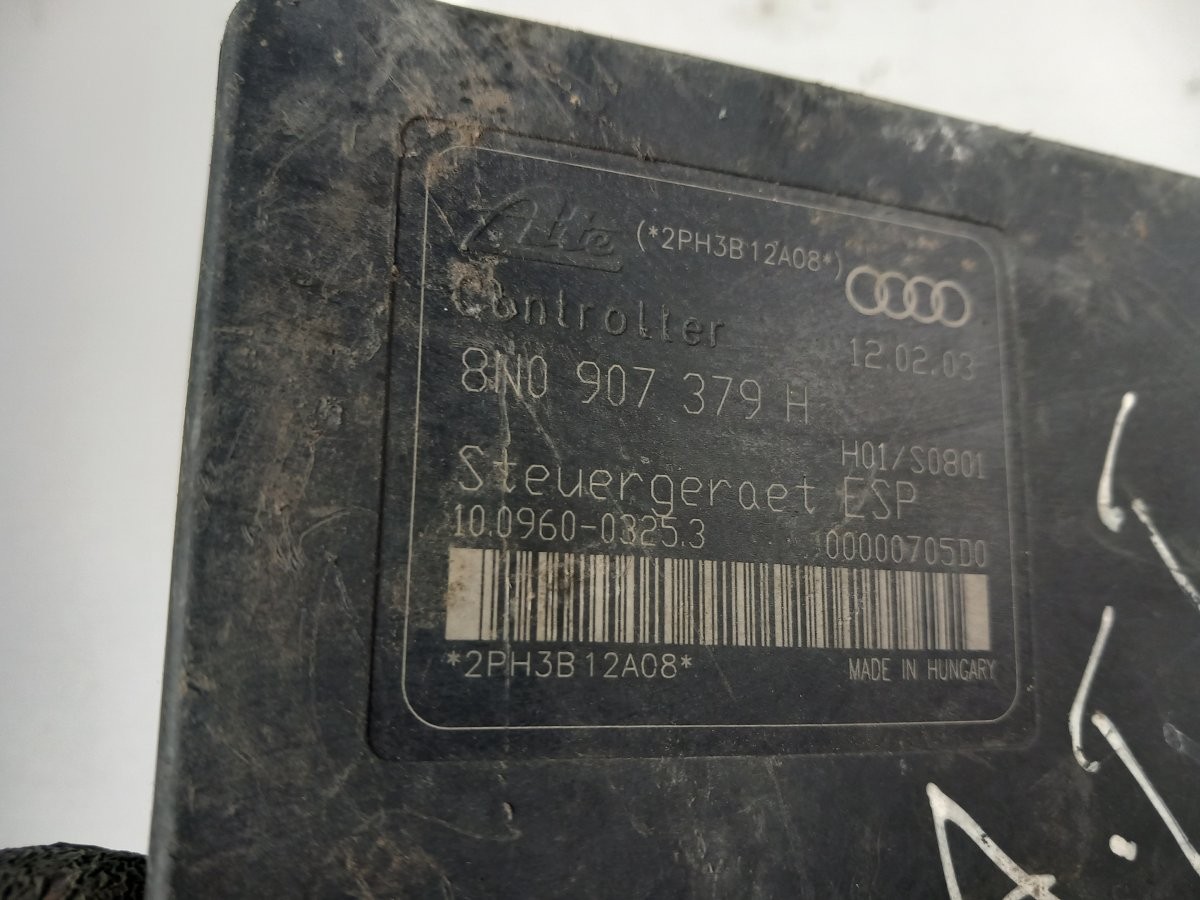 Ate (*2PH3B12A08*)
Controller
12.02.03
8N0 907 379 H
H01/S0801
Steuergeraet ESP
10.0960-0325.3 00000705D0
*2PH3B12A08* MADE IN HUNGARY